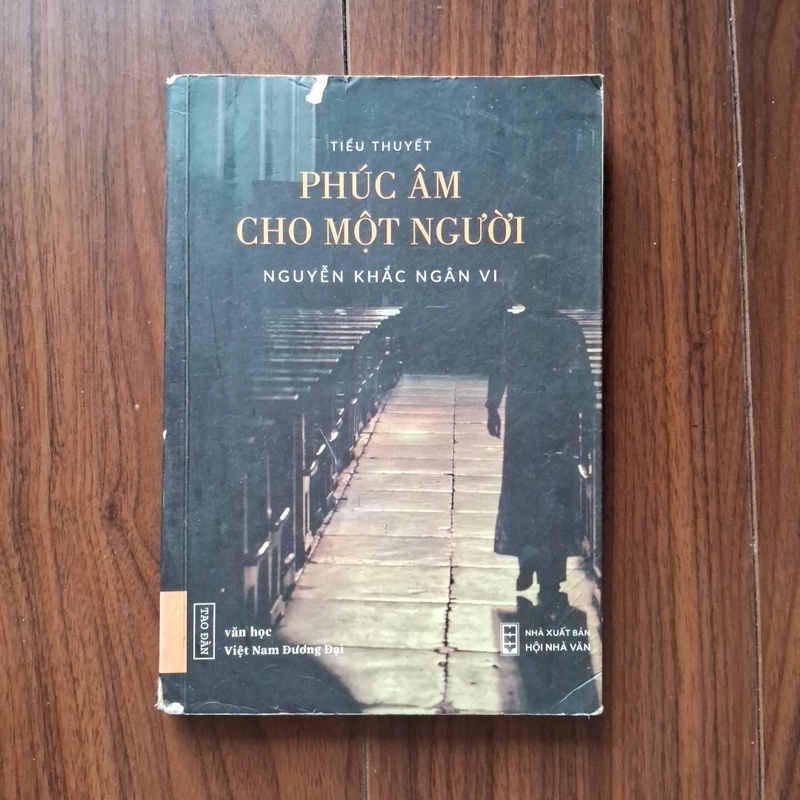 TIỂU THUYẾT
PHÚC ÂM
CHO MỘT NGƯỜI
NGUYỄN KHẮC NGÂN VI
TAO ĐÀN
văn học
Việt Nam Đương Đại
NHÀ XUẤT BẢN
HỘI NHÀ VĂN